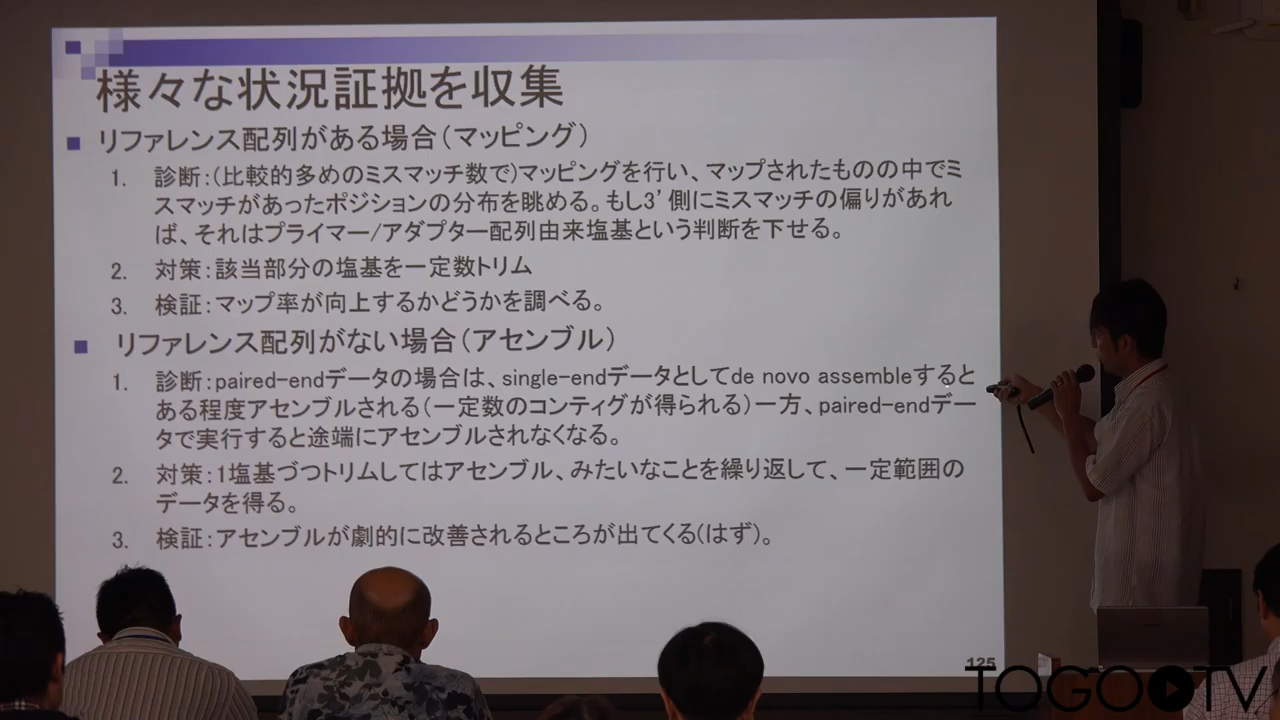 様々な状況証拠を収集
リファレンス配列がある場合(マッピング)
1. 診断:(比較的多めのミスマッチ数で)マッピングを行い、マップされたものの中でミ
スマッチがあったポジションの分布を眺める。もし3’側にミスマッチの偏りがあれ
ば、それはプライマー/アダプター配列由来塩基という判断を下せる。
2. 対策:該当部分の塩基を一定数トリム
3. 検証:マップ率が向上するかどうかを調べる。
リファレンス配列がない場合(アセンブル)
1. 診断:paired-endデータの場合は、single-endデータとしてde novo assembleすると
ある程度アセンブルされる(一定数のコンティグが得られる)一方、paired-endデー
タで実行すると途端にアセンブルされなくなる。
2. 対策:1塩基づつトリムしてはアセンブル、みたいなことを繰り返して、一定範囲の
データを得る。
3. 検証:アセンブルが劇的に改善されるところが出てくる(はず)。
125
TOGOTV